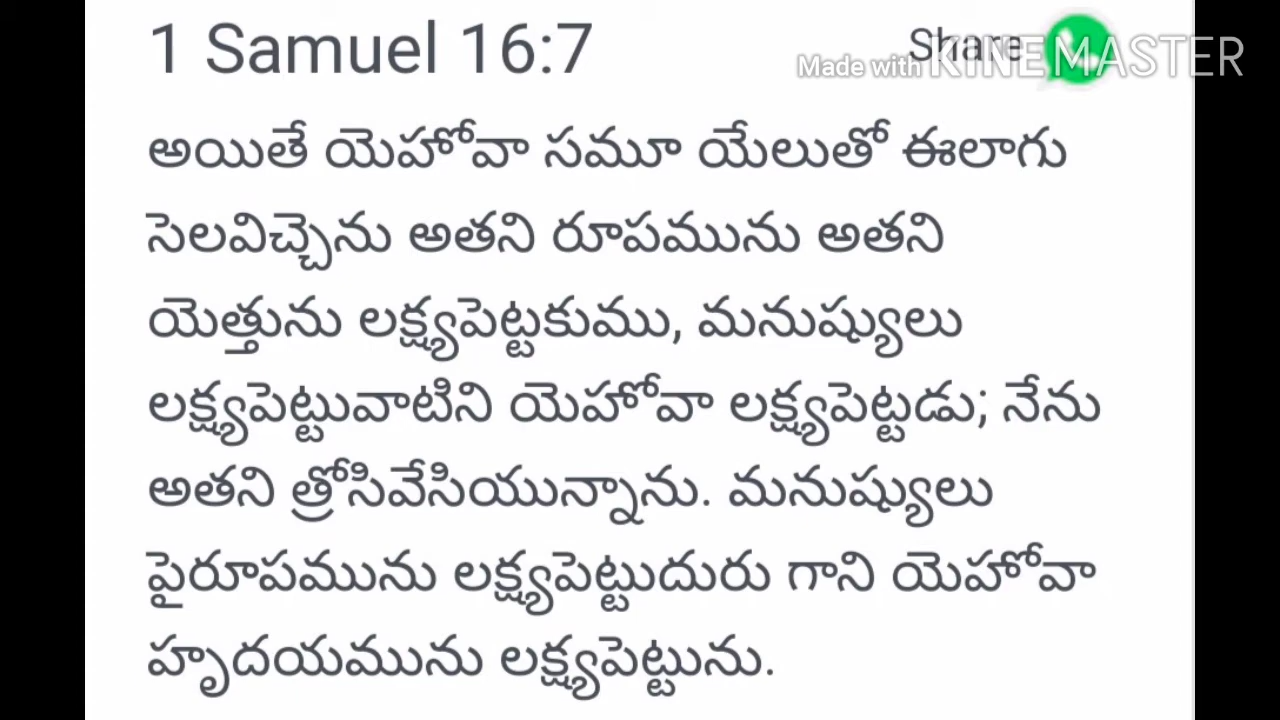 1 Samuel 16:7
Share
Made with KINEMASTER
అయితే యెహోవా సమూ యేలుతో ఈలాగు
సెలవిచ్చెను అతని రూపమును అతని
యెత్తును లక్ష్యపెట్టకుము, మనుష్యులు
లక్ష్యపెట్టువాటిని యెహోవా లక్ష్యపెట్టడు; నేను
అతని త్రోసివేసియున్నాను. మనుష్యులు
పైరూపమును లక్ష్యపెట్టుదురు గాని యెహోవా
హృదయమును లక్ష్యపెట్టును.